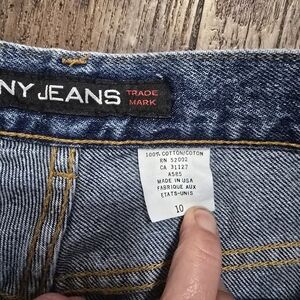 NY JEANS
TRADE
MARK
100% COTTON/COTON
RN 52002
CA 31127
A585
MADE IN USA
FABRIQUE AUX
ETATS-UNIS
10